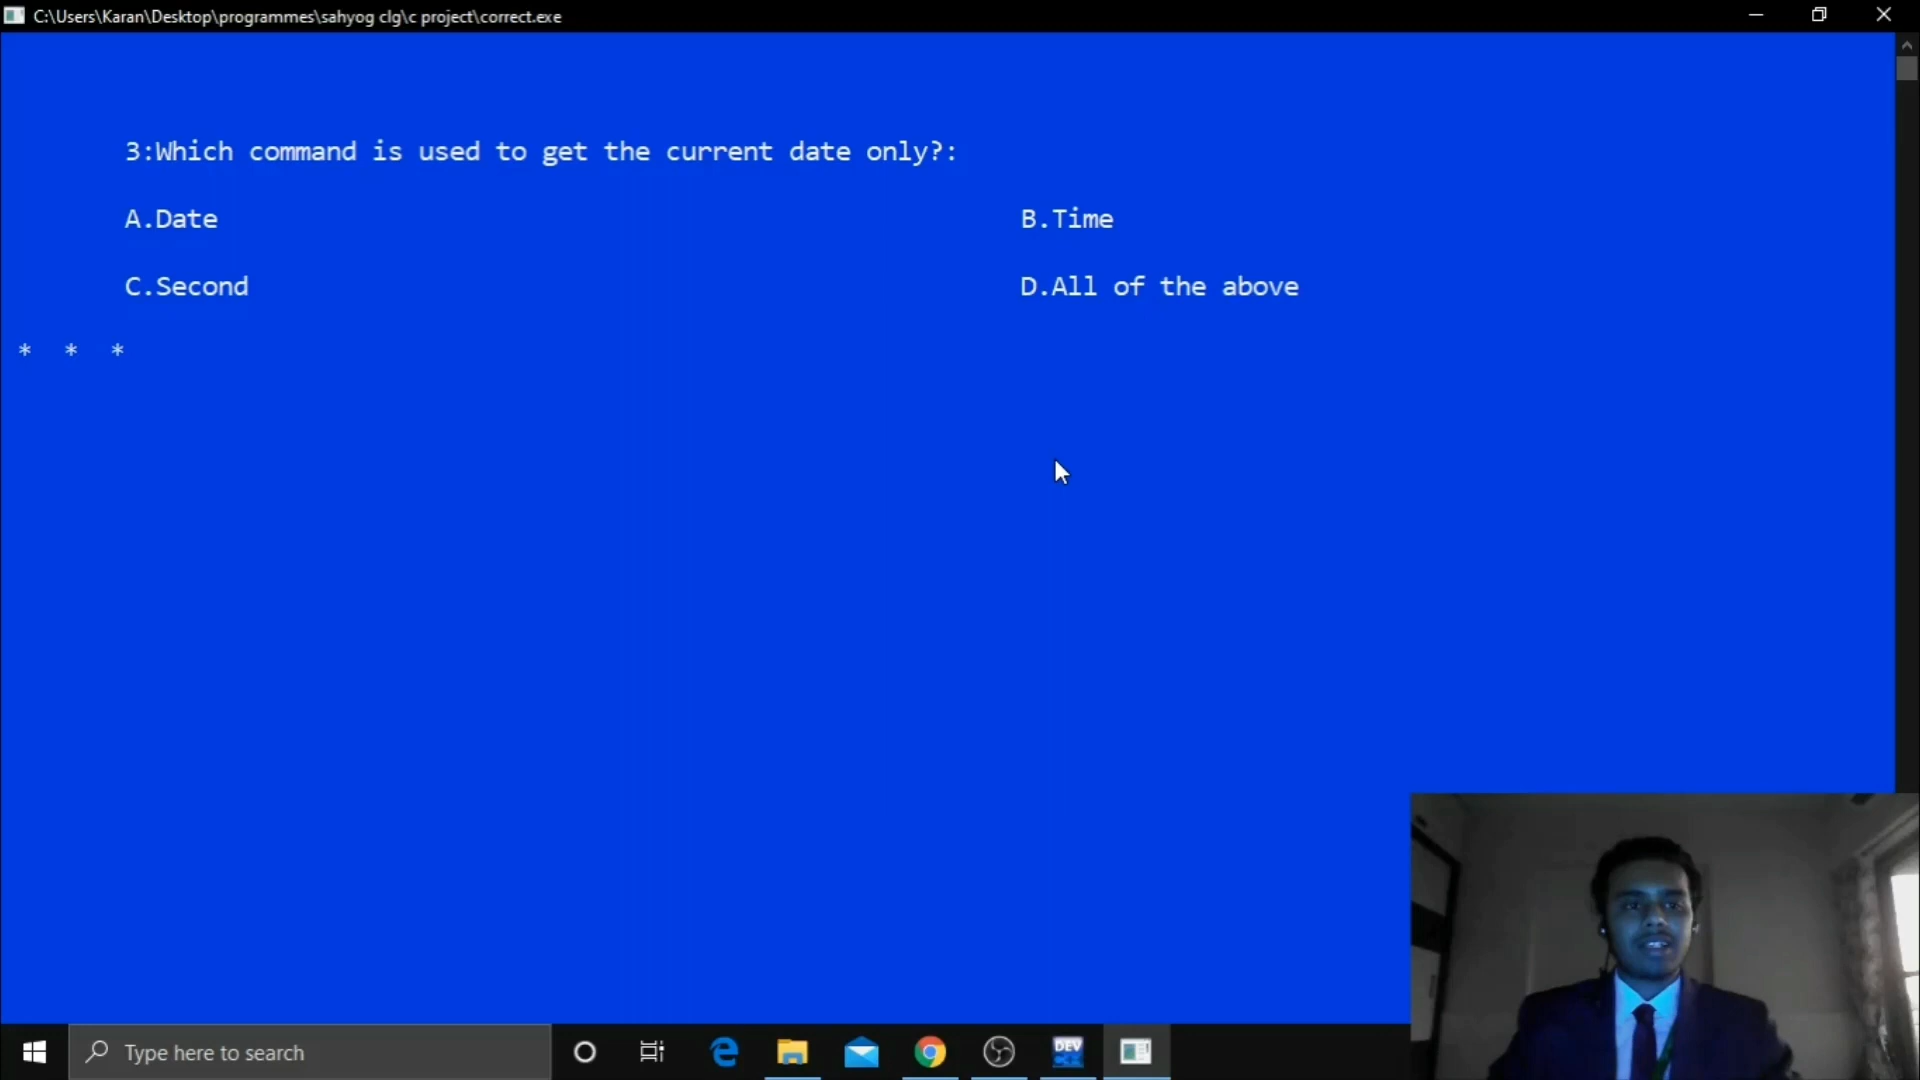 C:\Users\Karan\Desktop\programmes\sahyog clg\c project\correct.exe
3:Which command is used to get the current date only?:
A.Date B.Time
C.Second D.All of the above
* * *
Type here to search
DEV
C++